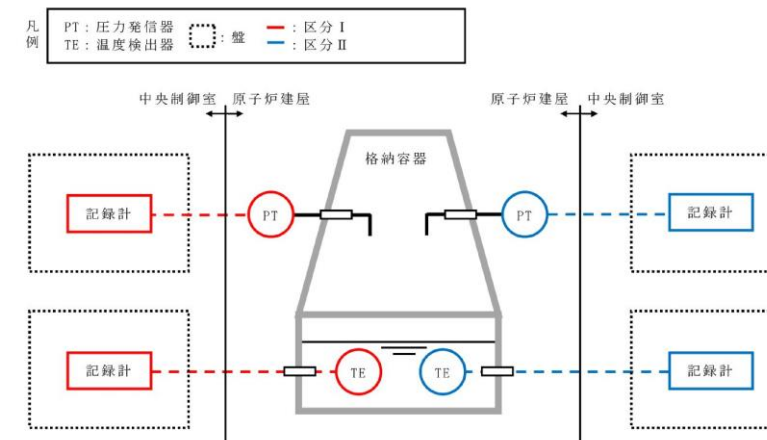 凡例
PT：圧力発信器
TE：温度検出器
：盤
：区分Ⅰ
：区分Ⅱ
中央制御室 原子炉建屋
原子炉建屋 中央制御室
格納容器
記録計
PT
PT
記録計
記録計
TE
TE
記録計